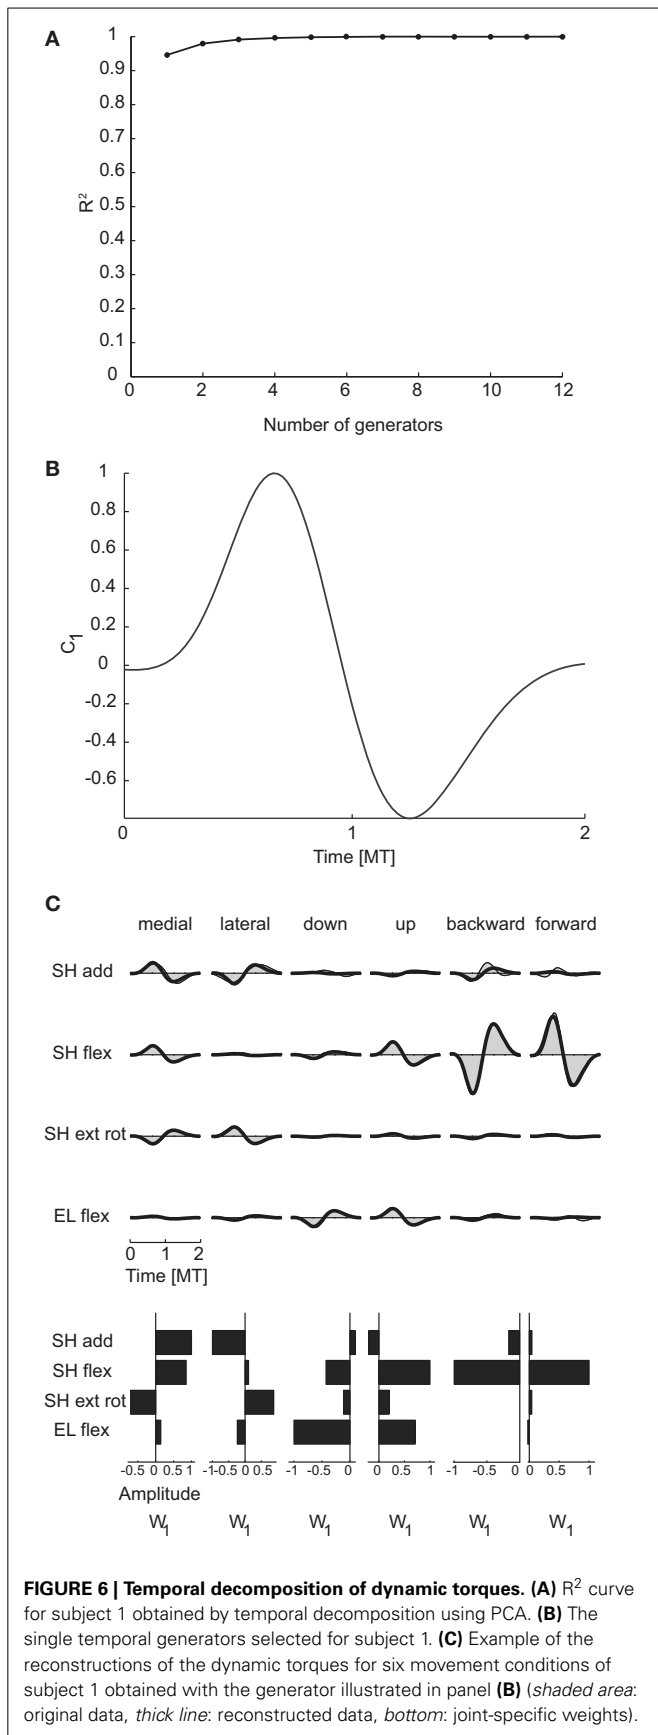 A
1
0.9
0.8
0.7
0.6
0.5
0.4
0.3
0.2
0.1
0
R²
0 2 4 6 8 10 12
Number of generators
B
1
0.8
0.6
0.4
0.2
0
-0.2
-0.4
-0.6
C₁
0 1 2
Time [MT]
C
medial lateral down up backward forward
SH add
SH flex
SH ext rot
EL flex
0 1 2
Time [MT]
SH add
SH flex
SH ext rot
EL flex
-0.5 0 0.5 1 -1 -0.5 0 0.5 -1 -0.5 0 0 0.5 1 -1 -0.5 0 0 1
Amplitude
W₁ W₁ W₁ W₁ W₁ W₁
FIGURE 6 | Temporal decomposition of dynamic torques. (A) R² curve
for subject 1 obtained by temporal decomposition using PCA. (B) The
single temporal generators selected for subject 1. (C) Example of the
reconstructions of the dynamic torques for six movement conditions of
subject 1 obtained with the generator illustrated in panel (B) (shaded area:
original data, thick line: reconstructed data, bottom: joint-specific weights).